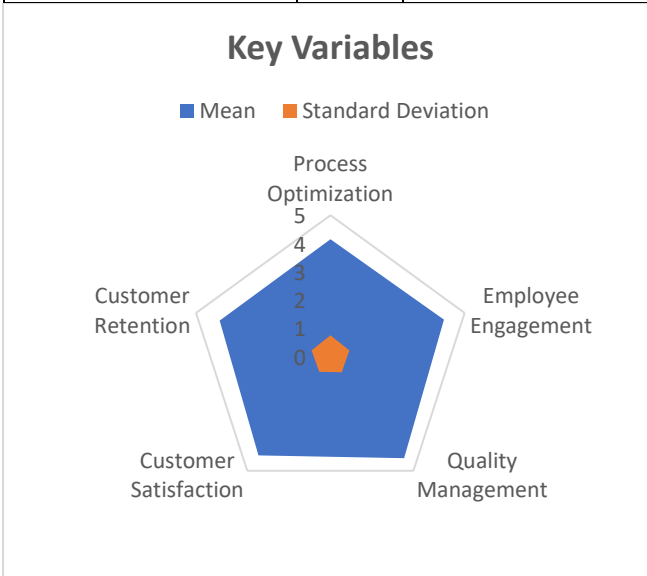 Key Variables
Mean Standard Deviation
Process
Optimization
5
4
3
2
1
0
Customer
Retention
Employee
Engagement
Customer
Satisfaction
Quality
Management